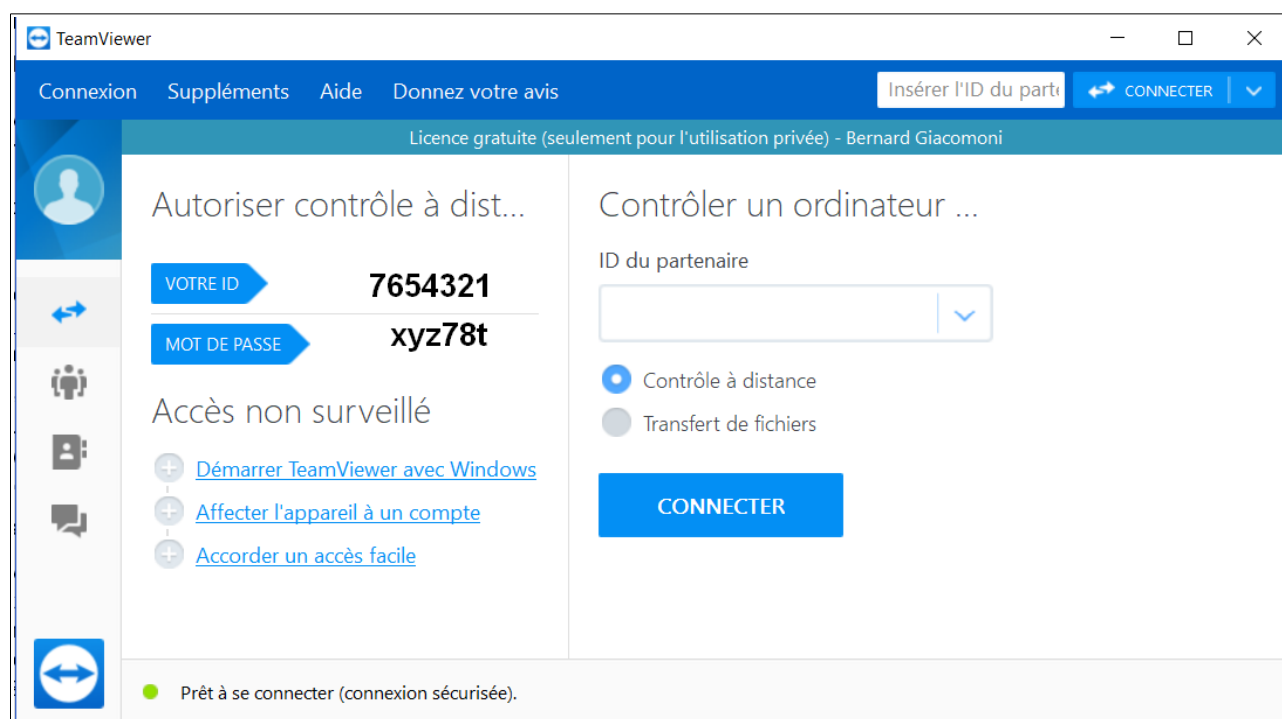 TeamViewer
Connexion Suppléments Aide Donnez votre avis
Insérer l'ID du parte
CONNECTER
Licence gratuite (seulement pour l'utilisation privée) - Bernard Giacomoni
Autoriser contrôle à dist...
VOTRE ID 7654321
MOT DE PASSE xyz78t
Accès non surveillé
Démarrer TeamViewer avec Windows
Affecter l'appareil à un compte
Accorder un accès facile
Contrôler un ordinateur ...
ID du partenaire
Contrôle à distance
Transfert de fichiers
CONNECTER
Prêt à se connecter (connexion sécurisée).